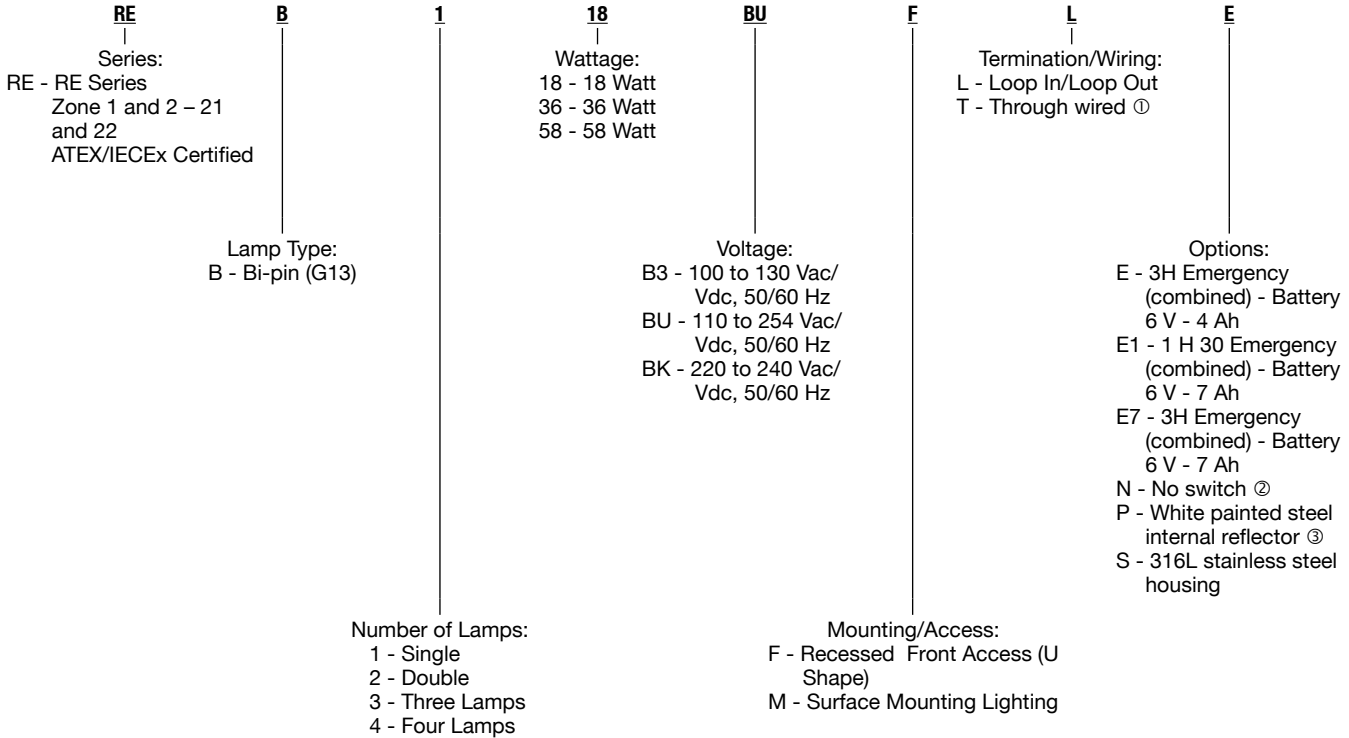 RE B 1 18 BU F L E
Series:
RE - RE Series
Zone 1 and 2 – 21
and 22
ATEX/IECEx Certified
Wattage:
18 - 18 Watt
36 - 36 Watt
58 - 58 Watt
Termination/Wiring:
L - Loop In/Loop Out
T - Through wired ①
Lamp Type:
B - Bi-pin (G13)
Voltage:
B3 - 100 to 130 Vac/
Vdc, 50/60 Hz
BU - 110 to 254 Vac/
Vdc, 50/60 Hz
BK - 220 to 240 Vac/
Vdc, 50/60 Hz
Options:
E - 3H Emergency
(combined) - Battery
6 V - 4 Ah
E1 - 1 H 30 Emergency
(combined) - Battery
6 V - 7 Ah
E7 - 3H Emergency
(combined) - Battery
6 V - 7 Ah
N - No switch ②
P - White painted steel
internal reflector ③
S - 316L stainless steel
housing
Number of Lamps:
1 - Single
2 - Double
3 - Three Lamps
4 - Four Lamps
Mounting/Access:
F - Recessed Front Access (U
Shape)
M - Surface Mounting Lighting